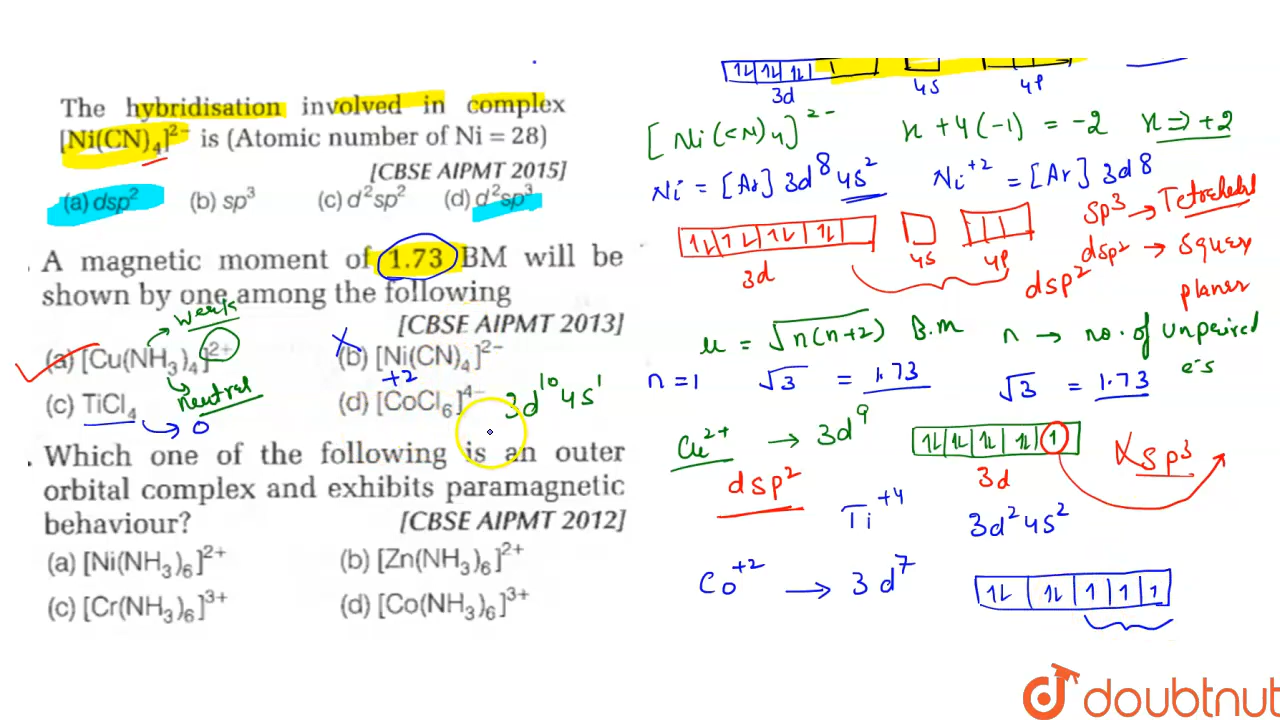 The hybridisation involved in complex
[Ni(CN)₄]²⁻ is (Atomic number of Ni = 28)
[CBSE AIPMT 2015]
(a) dsp² (b) sp³ (c) d²sp² (d) d²sp³
. A magnetic moment of 1.73 BM will be
shown by one among the following
[CBSE AIPMT 2013]
weak
(a) [Cu(NH₃)₄]²⁺ (b) [Ni(CN)₄]²⁻
neutral
+2
(c) TiCl₄ (d) [CoCl₆]⁴⁻
0
3d¹⁰4s¹
. Which one of the following is an outer
orbital complex and exhibits paramagnetic
behaviour? [CBSE AIPMT 2012]
(a) [Ni(NH₃)₆]²⁺ (b) [Zn(NH₃)₆]²⁺
(c) [Cr(NH₃)₆]³⁺ (d) [Co(NH₃)₆]³⁺
3d 4s 4p
[Ni(CN)₄]²⁻ x + 4(-1) = -2 x ⇒ +2
Ni = [Ar] 3d⁸ 4s² Ni⁺² = [Ar] 3d⁸
3d 4s 4p
dsp²
sp³ → Tetrahedral
dsp² → squer
planer
μ = √n(n+2) B.M n → no. of unpaired
e⁻s
n = 1 √3 = 1.73 √3 = 1.73
Cu²⁺ → 3d⁹
3d
dsp² sp³
Ti⁺⁴ 3d²4s²
Co⁺² → 3d⁷
doubtnut